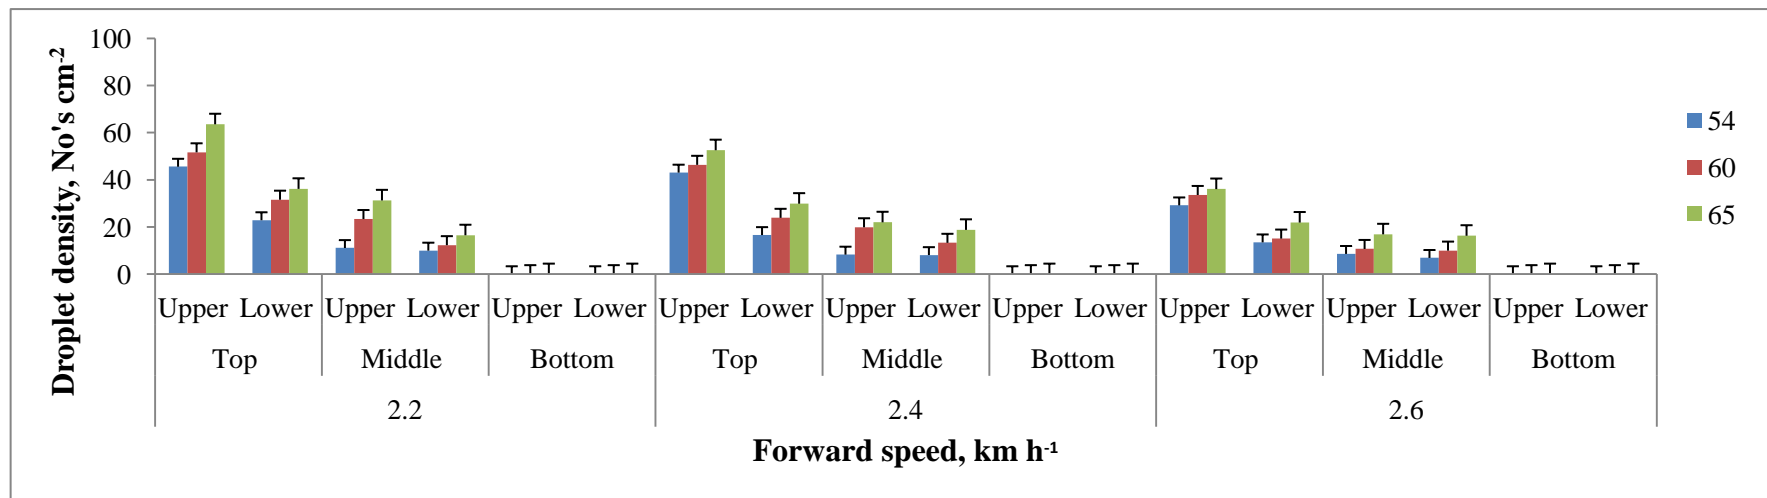 Droplet density, No's cm-2
100
80
60
40
20
0
54
60
65
Upper Lower Upper Lower Upper Lower Upper Lower Upper Lower Upper Lower Upper Lower Upper Lower Upper Lower
Top Middle Bottom Top Middle Bottom Top Middle Bottom
2.2 2.4 2.6
Forward speed, km h-1